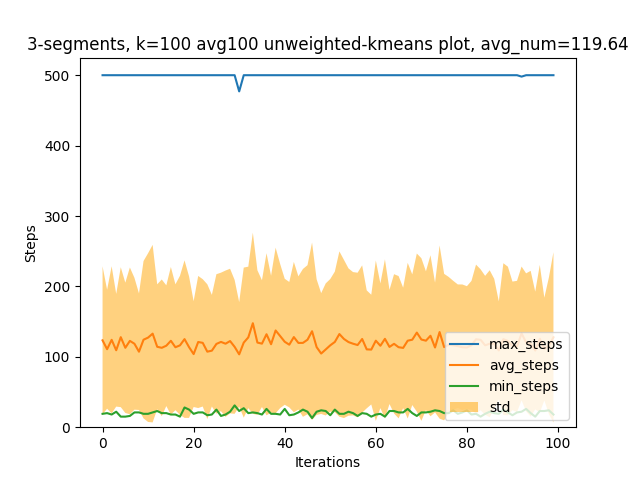 3-segments, k=100 avg100 unweighted-kmeans plot, avg_num=119.64
500
400
300
200
100
0
Steps
max_steps
avg_steps
min_steps
std
0
20
40
60
80
100
Iterations